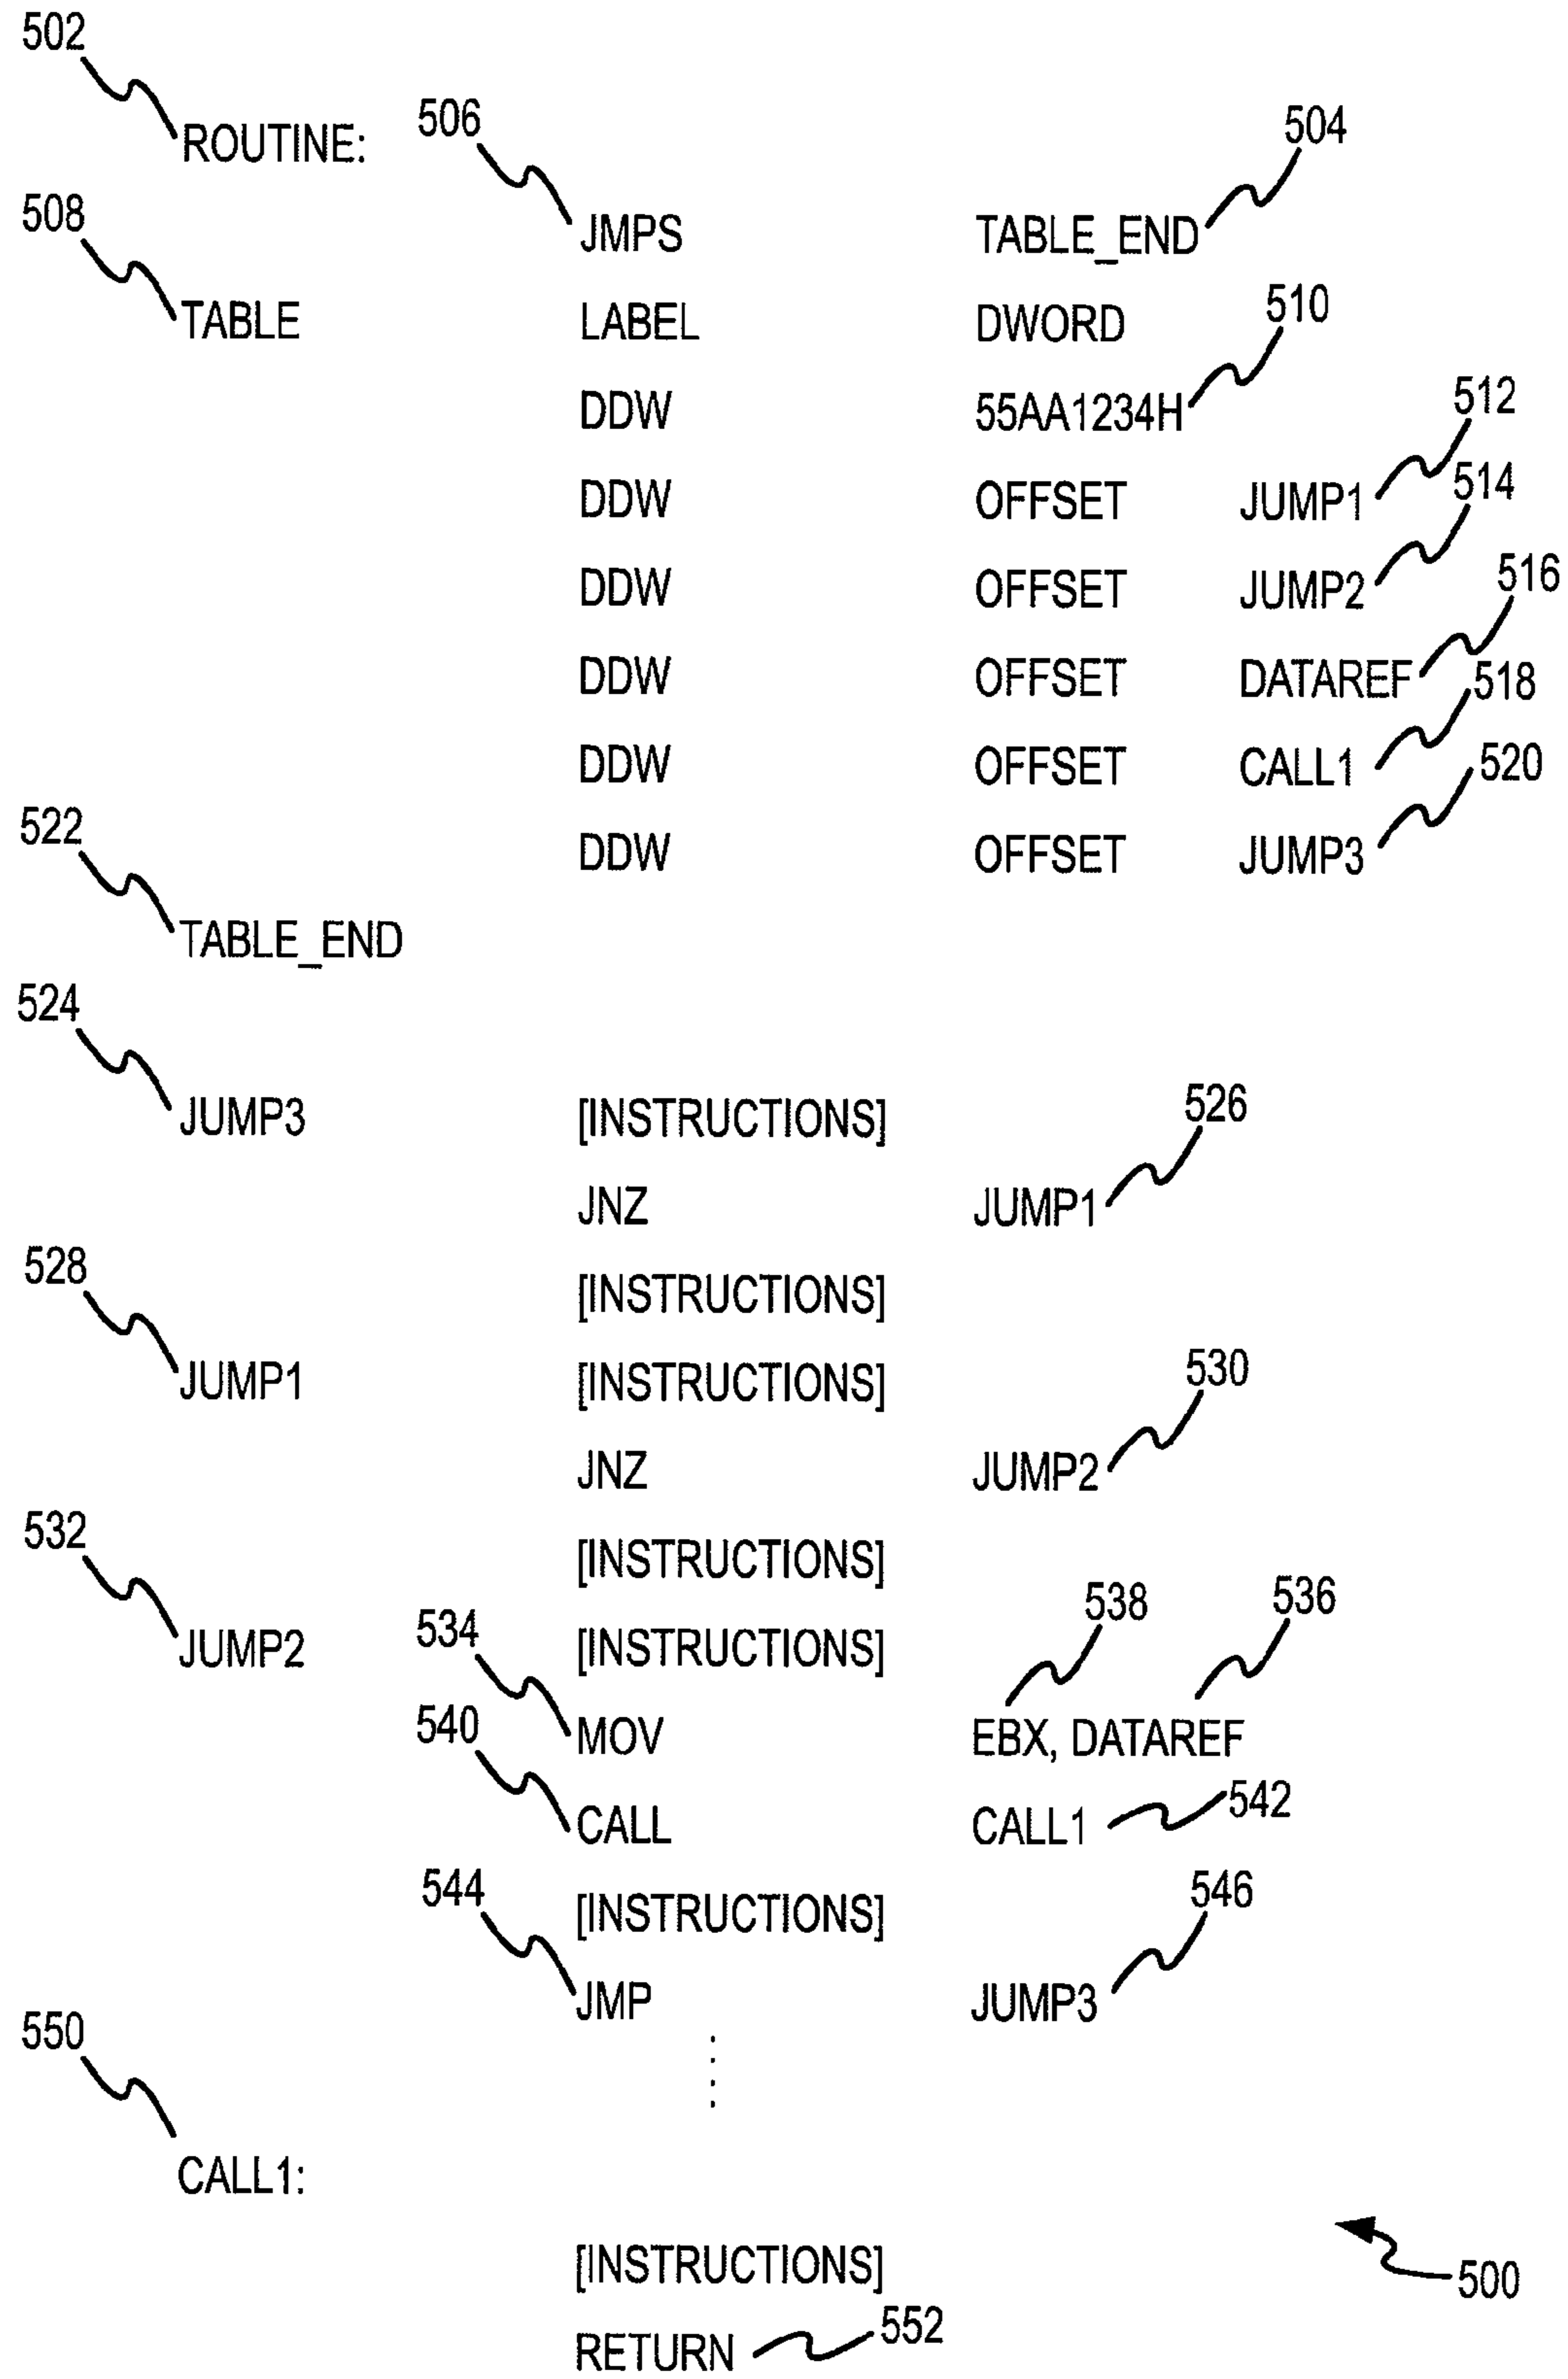 502
ROUTINE: 506 504
508 JMPS TABLE_END
TABLE LABEL DWORD 510
DDW 55AA1234H 512
DDW OFFSET JUMP1 514
DDW OFFSET JUMP2 516
DDW OFFSET DATAREF 518
DDW OFFSET CALL1 520
522 DDW OFFSET JUMP3
TABLE_END
524
JUMP3 [INSTRUCTIONS] 526
JNZ JUMP1
528 [INSTRUCTIONS]
JUMP1 [INSTRUCTIONS] 530
JNZ JUMP2
532 [INSTRUCTIONS] 538 536
JUMP2 534 [INSTRUCTIONS]
540 MOV EBX, DATAREF
CALL CALL1 542
544 [INSTRUCTIONS] 546
JMP JUMP3
550
CALL1:
[INSTRUCTIONS] 500
RETURN 552